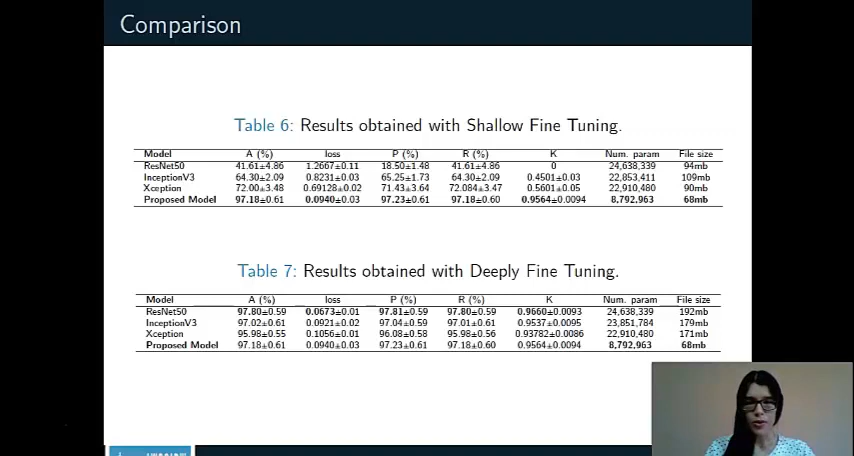 Comparison
Table 6: Results obtained with Shallow Fine Tuning.
Model A (%) loss P (%) R (%) K Num. param File size
ResNet50 41.61±4.86 1.2667±0.11 18.50±1.48 41.61±4.86 0 24,638,339 94mb
InceptionV3 64.30±2.09 0.8231±0.03 65.25±1.73 64.30±2.09 0.4501±0.03 22,853,411 109mb
Xception 72.00±3.48 0.69128±0.02 71.43±3.64 72.084±3.47 0.5601±0.05 22,910,480 90mb
Proposed Model 97.18±0.61 0.0940±0.03 97.23±0.61 97.18±0.60 0.9564±0.0094 8,792,963 68mb
Table 7: Results obtained with Deeply Fine Tuning.
Model A (%) loss P (%) R (%) K Num. param File size
ResNet50 97.80±0.59 0.0673±0.01 97.81±0.59 97.80±0.59 0.9660±0.0093 24,638,339 192mb
InceptionV3 97.02±0.61 0.0921±0.02 97.04±0.59 97.01±0.61 0.9537±0.0095 23,851,784 179mb
Xception 95.98±0.55 0.1056±0.01 96.08±0.58 95.98±0.56 0.93782±0.0086 22,910,480 171mb
Proposed Model 97.18±0.61 0.0940±0.03 97.23±0.61 97.18±0.60 0.9564±0.0094 8,792,963 68mb